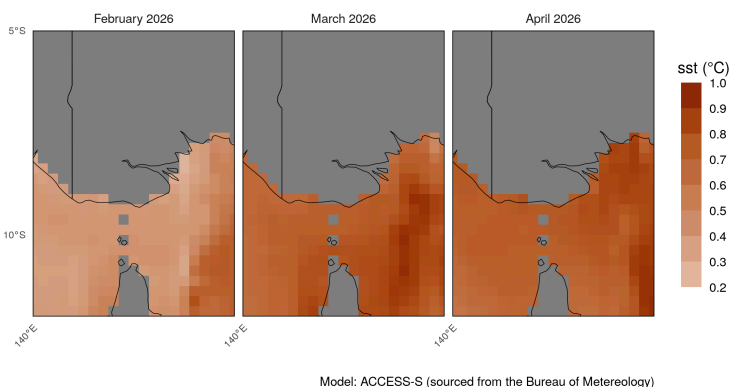 February 2026
March 2026
April 2026
5°S
10°S
140°E
140°E
140°E
sst (°C)
1.0
0.9
0.8
0.7
0.6
0.5
0.4
0.3
0.2
Model: ACCESS-S (sourced from the Bureau of Metereology)